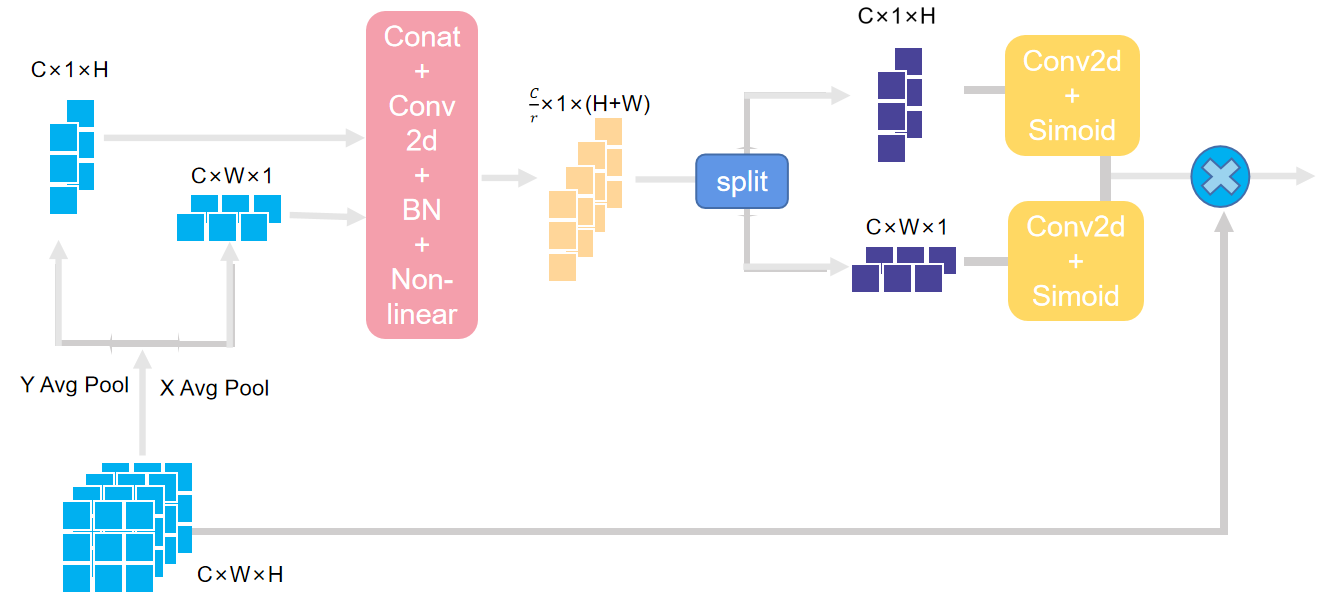 C×1×H
C×W×1
Y Avg Pool
X Avg Pool
C×W×H
Conat
+
Conv
2d
+
BN
+
Non-
linear
C/r×1×(H+W)
split
C×1×H
C×W×1
Conv2d
+
Simoid
Conv2d
+
Simoid